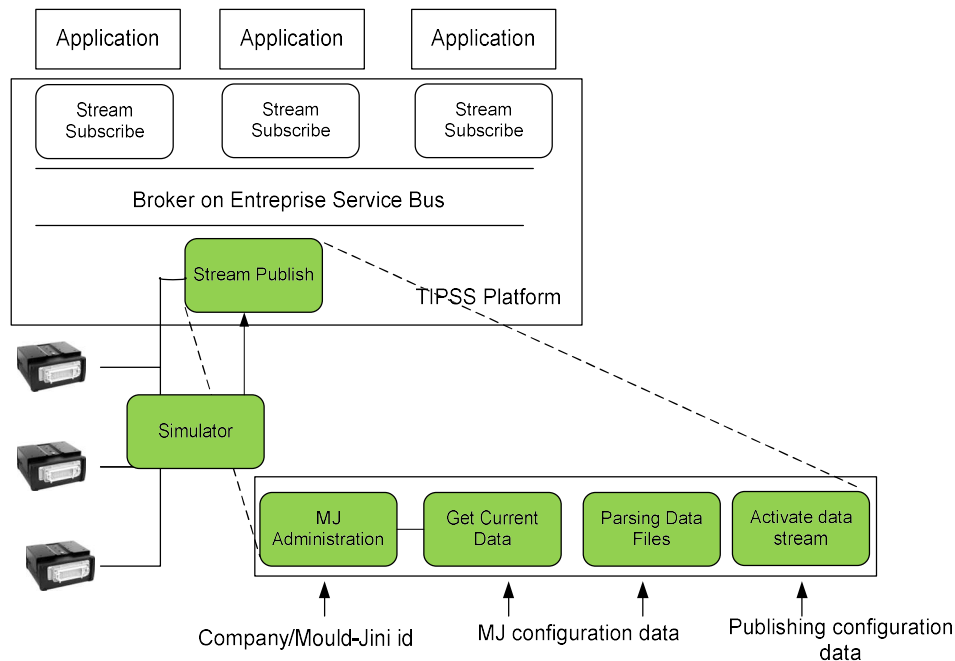 Application
Application
Application
Stream
Subscribe
Stream
Subscribe
Stream
Subscribe
Broker on Entreprise Service Bus
Stream Publish
TIPSS Platform
Simulator
MJ
Administration
Get Current
Data
Parsing Data
Files
Activate data
stream
Company/Mould-Jini id
MJ configuration data
Publishing configuration
data